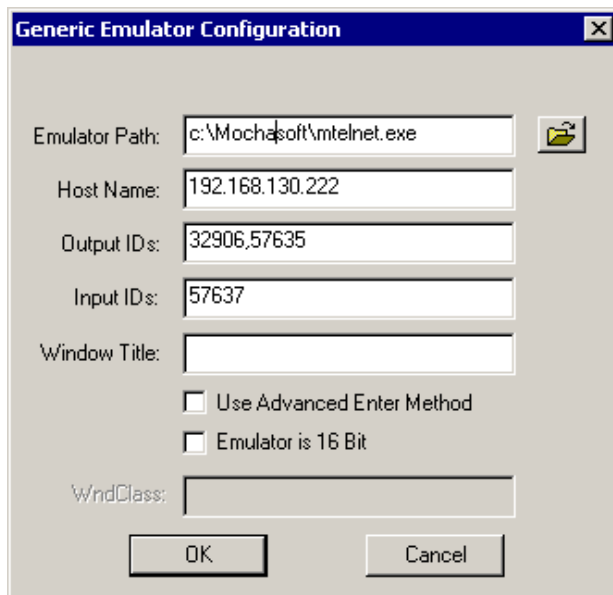 Generic Emulator Configuration
Emulator Path: c:\Mochasoft\mtelnet.exe
Host Name: 192.168.130.222
Output IDs: 32906,57635
Input IDs: 57637
Window Title:
Use Advanced Enter Method
Emulator is 16 Bit
WndClass:
OK Cancel